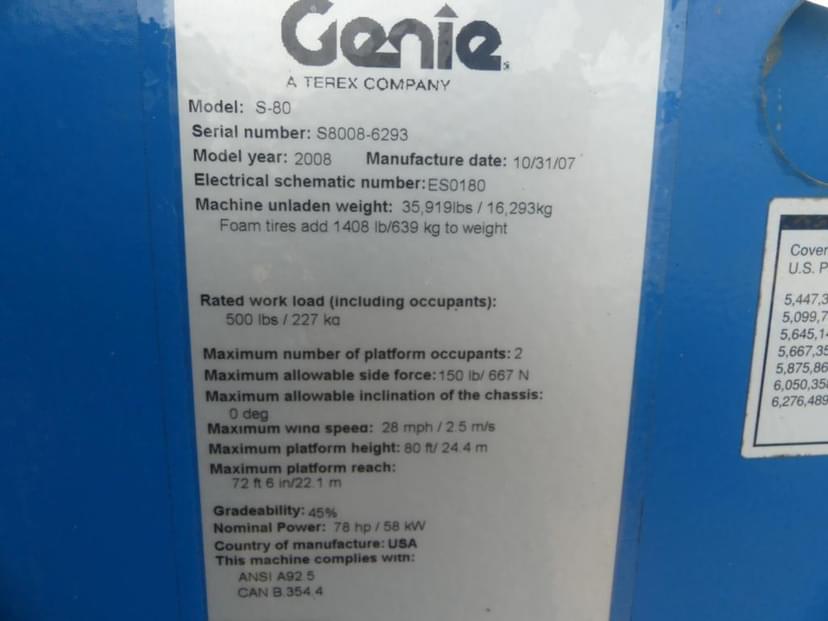 Genie
A TEREX COMPANY
Model: S-80
Serial number: S8008-6293
Model year: 2008 Manufacture date: 10/31/07
Electrical schematic number: ES0180
Machine unladen weight: 35,919lbs / 16,293kg
Foam tires add 1408 lb/639 kg to weight
Rated work load (including occupants):
500 lbs / 227 kg
Maximum number of platform occupants: 2
Maximum allowable side force: 150 lb/ 667 N
Maximum allowable inclination of the chassis:
0 deg
Maximum wind speed: 28 mph / 2.5 m/s
Maximum platform height: 80 ft/ 24.4 m
Maximum platform reach:
72 ft 6 in/22.1 m
Gradeability: 45%
Nominal Power: 78 hp / 58 kW
Country of manufacture: USA
This machine complies with:
ANSI A92.5
CAN B.354.4
Cover
U.S. P
5,447,3
5,099,7
5,645,14
5,667,35
5,875,86
6,050,358
6,276,489